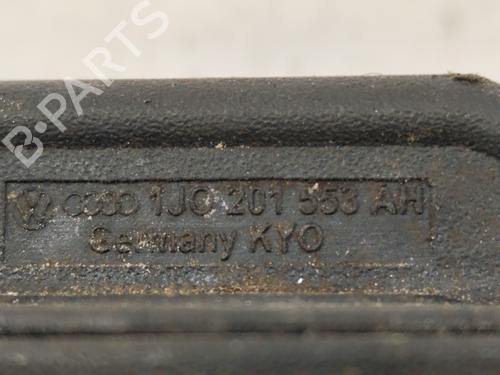 B-PARTS
1J0 201 553 AH
Germany KYO